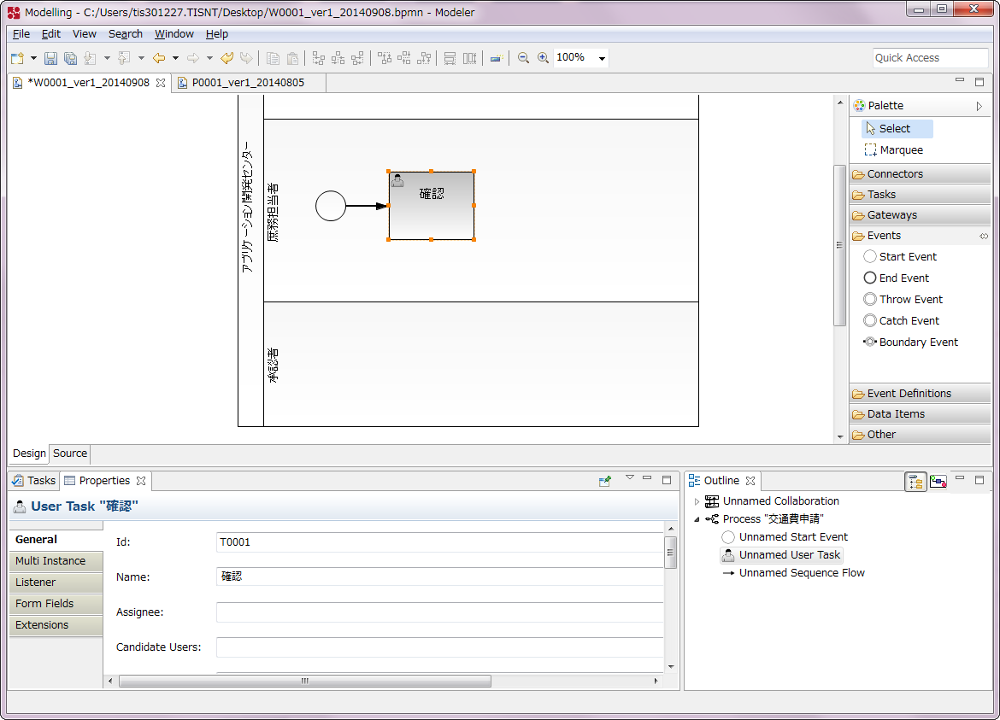 Modelling - C:/Users/tis301227.TISNT/Desktop/W0001_ver1_20140908.bpmn - Modeler
File Edit View Search Window Help
100%
Quick Access
*W0001_ver1_20140908
P0001_ver1_20140805
アプリケーション開発センター
庶務担当者
確認
承認者
Palette
Select
Marquee
Connectors
Tasks
Gateways
Events
Start Event
End Event
Throw Event
Catch Event
Boundary Event
Event Definitions
Data Items
Other
Design
Source
Tasks
Properties
User Task "確認"
General
Multi Instance
Listener
Form Fields
Extensions
Id: T0001
Name: 確認
Assignee:
Candidate Users:
Outline
Unnamed Collaboration
Process "交通費申請"
Unnamed Start Event
Unnamed User Task
Unnamed Sequence Flow